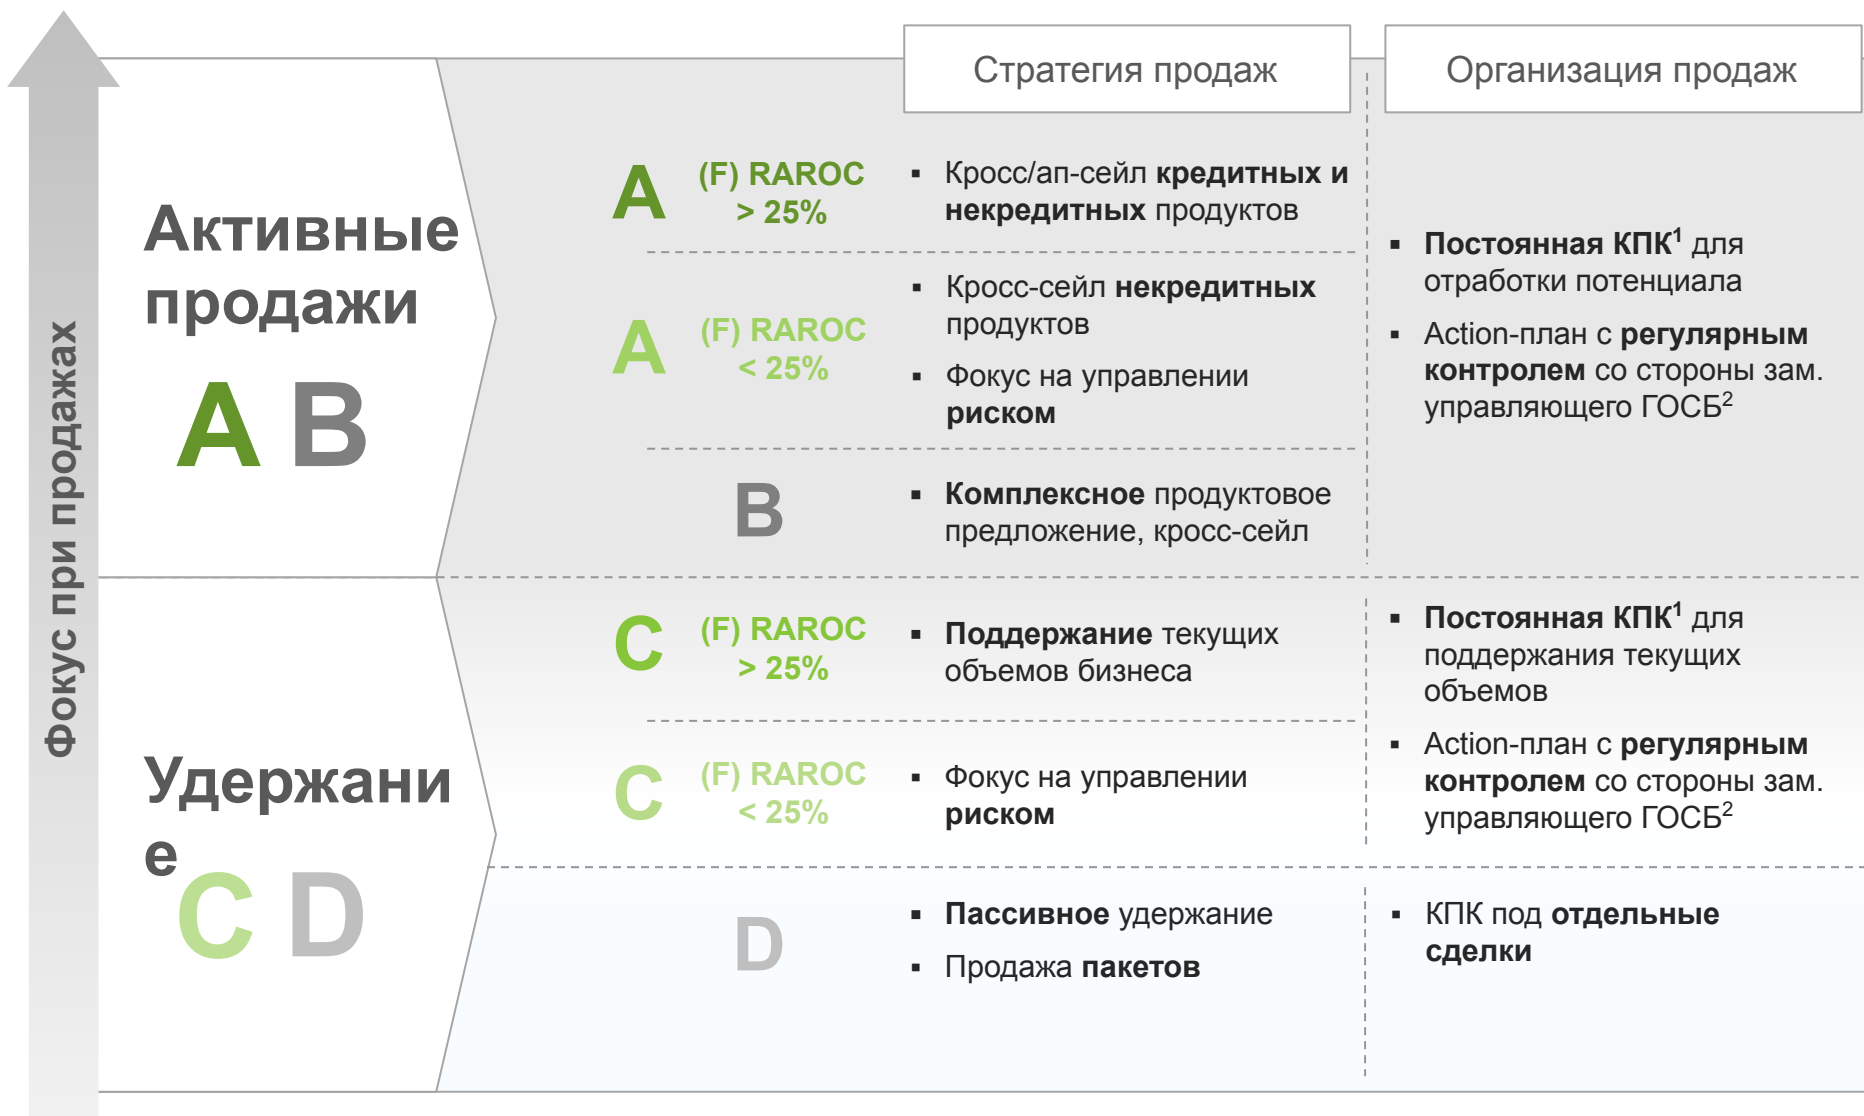 Стратегия продаж
Организация продаж
Фокус при продажах
Активные
продажи
A B
A
(F) RAROC
> 25%
▪ Кросс/ап-сейл кредитных и
некредитных продуктов
A
(F) RAROC
< 25%
▪ Кросс-сейл некредитных
продуктов
▪ Фокус на управлении
риском
B
▪ Комплексное продуктовое
предложение, кросс-сейл
▪ Постоянная КПК¹ для
отработки потенциала
▪ Action-план с регулярным
контролем со стороны зам.
управляющего ГОСБ²
Удержани
е
C D
C
(F) RAROC
> 25%
▪ Поддержание текущих
объемов бизнеса
C
(F) RAROC
< 25%
▪ Фокус на управлении
риском
▪ Постоянная КПК¹ для
поддержания текущих
объемов
▪ Action-план с регулярным
контролем со стороны зам.
управляющего ГОСБ²
D
▪ Пассивное удержание
▪ Продажа пакетов
▪ КПК под отдельные
сделки